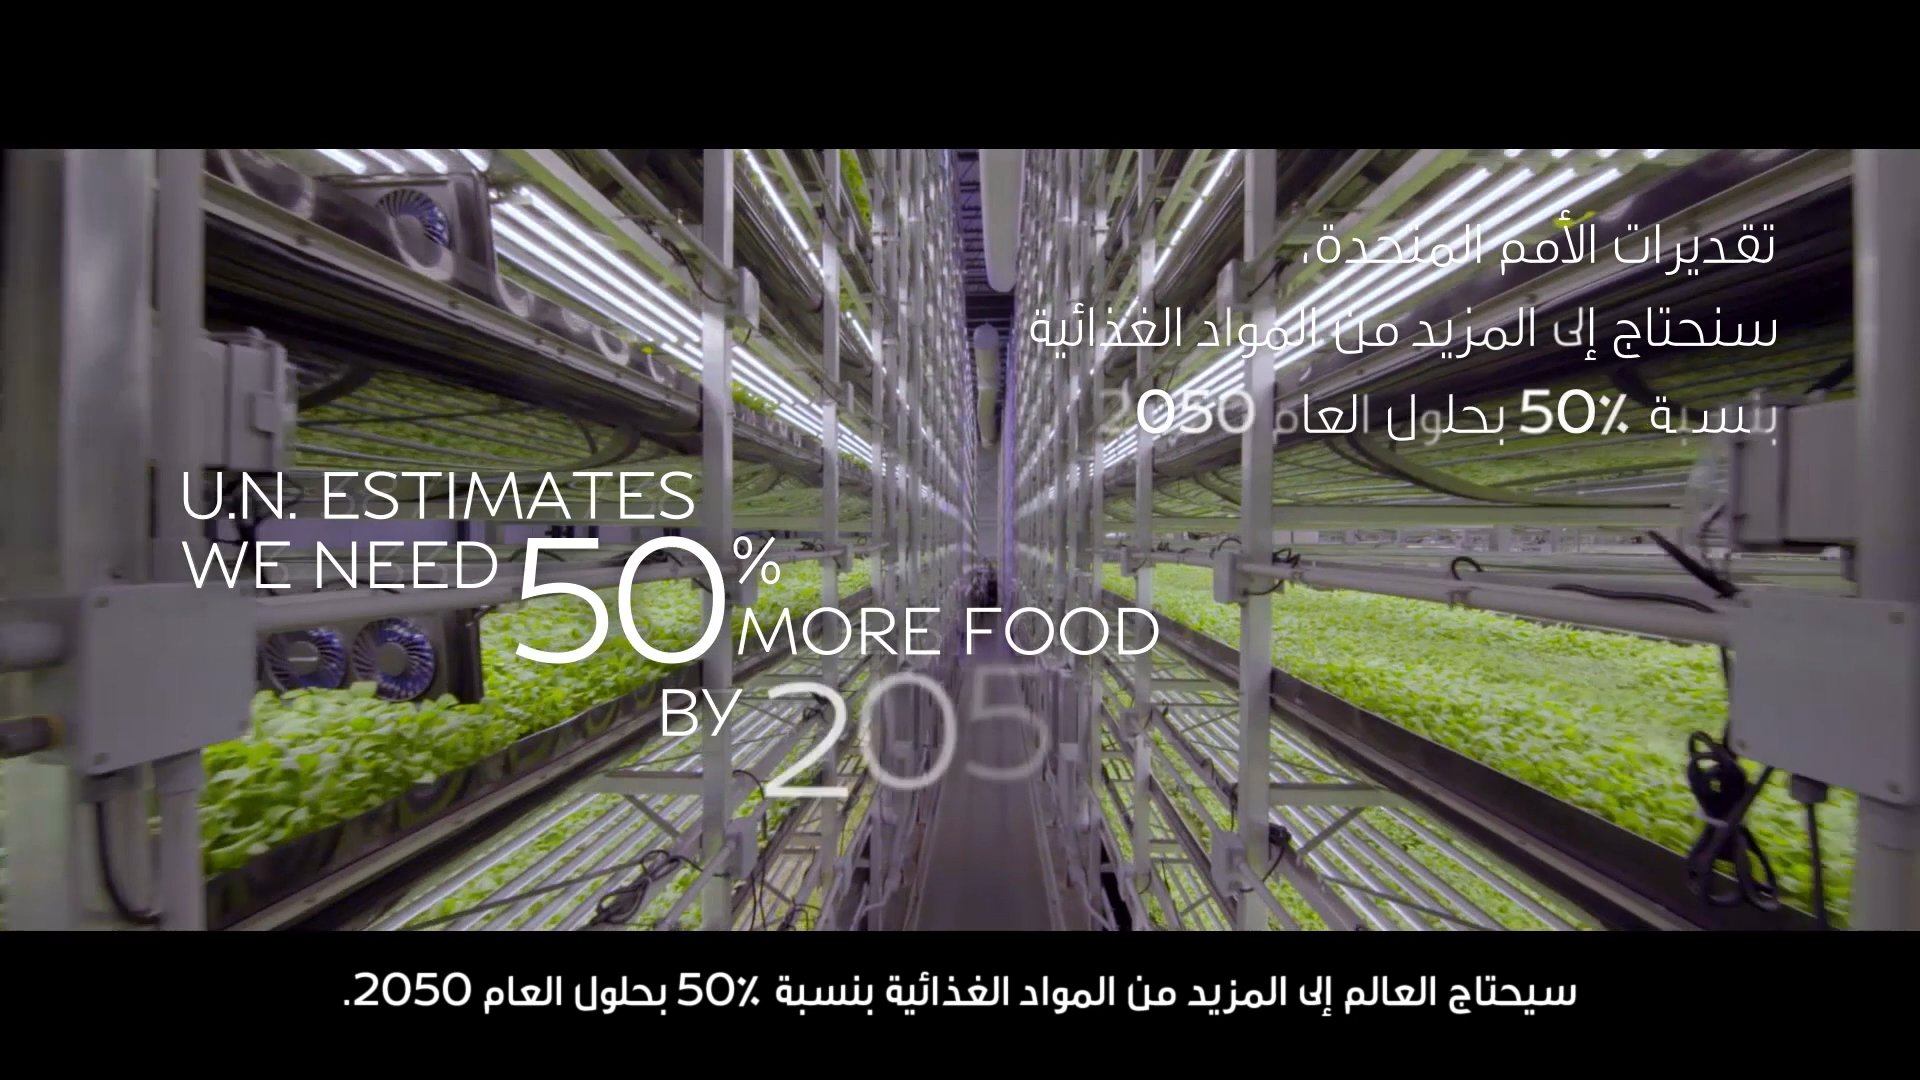 تقديرات الأمم المتحدة،
سنحتاج إلى المزيد من المواد الغذائية
بنسبة 50٪ بحلول العام 2050
U.N. ESTIMATES
WE NEED 50%
MORE FOOD
BY 205
سيحتاج العالم إلى المزيد من المواد الغذائية بنسبة 50٪ بحلول العام 2050.